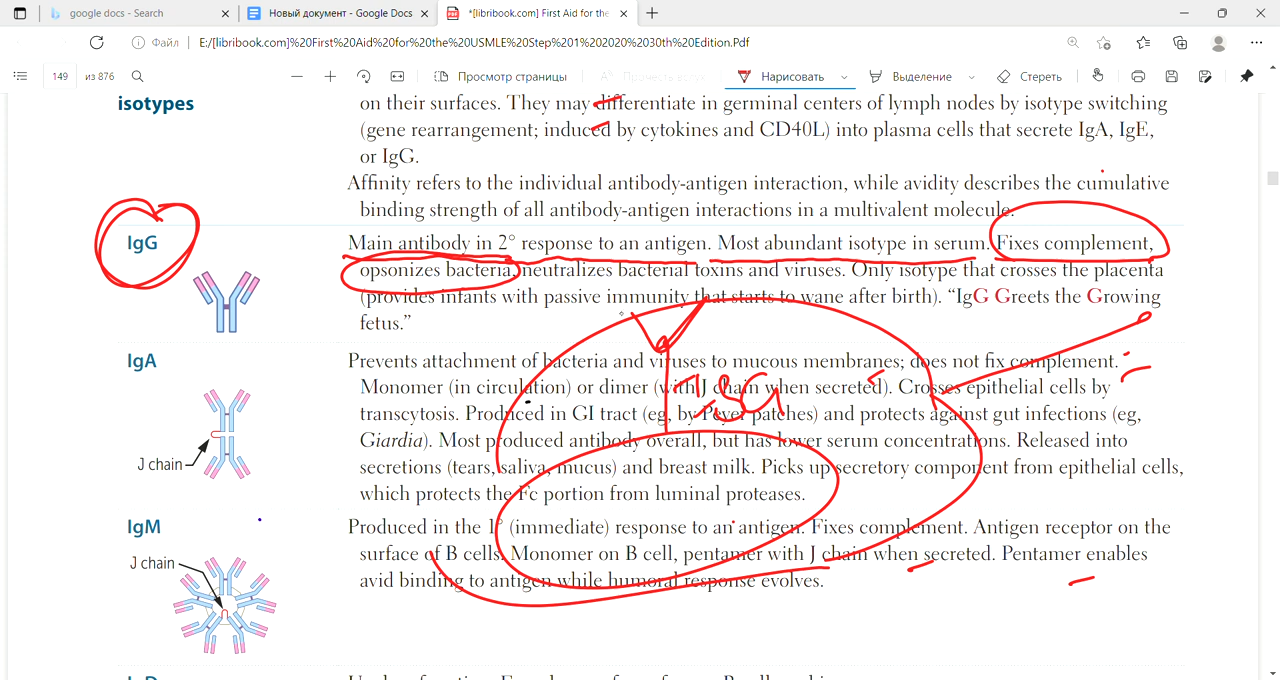 google docs - Search
Новый документ - Google Docs
*[libribook.com] First Aid for the
Файл
E:/[libribook.com]%20First%20Aid%20for%20the%20USMLE%20Step%201%202020%2030th%20Edition.Pdf
149 из 876
Просмотр страницы
Прочесть вслух
Нарисовать
Выделение
Стереть
isotypes
on their surfaces. They may differentiate in germinal centers of lymph nodes by isotype switching
(gene rearrangement; induced by cytokines and CD40L) into plasma cells that secrete IgA, IgE,
or IgG.
Affinity refers to the individual antibody-antigen interaction, while avidity describes the cumulative
binding strength of all antibody-antigen interactions in a multivalent molecule.
IgG
Main antibody in 2° response to an antigen. Most abundant isotype in serum. Fixes complement,
opsonizes bacteria, neutralizes bacterial toxins and viruses. Only isotype that crosses the placenta
(provides infants with passive immunity that starts to wane after birth). “IgG Greets the Growing
fetus.”
IgA
Prevents attachment of bacteria and viruses to mucous membranes; does not fix complement.
Monomer (in circulation) or dimer (with J chain when secreted). Crosses epithelial cells by
transcytosis. Produced in GI tract (eg, by Peyer patches) and protects against gut infections (eg,
Giardia). Most produced antibody overall, but has lower serum concentrations. Released into
secretions (tears, saliva, mucus) and breast milk. Picks up secretory component from epithelial cells,
which protects the Fc portion from luminal proteases.
J chain
IgG
IgM
Produced in the 1° (immediate) response to an antigen. Fixes complement. Antigen receptor on the
surface of B cells. Monomer on B cell, pentamer with J chain when secreted. Pentamer enables
avid binding to antigen while humoral response evolves.
J chain